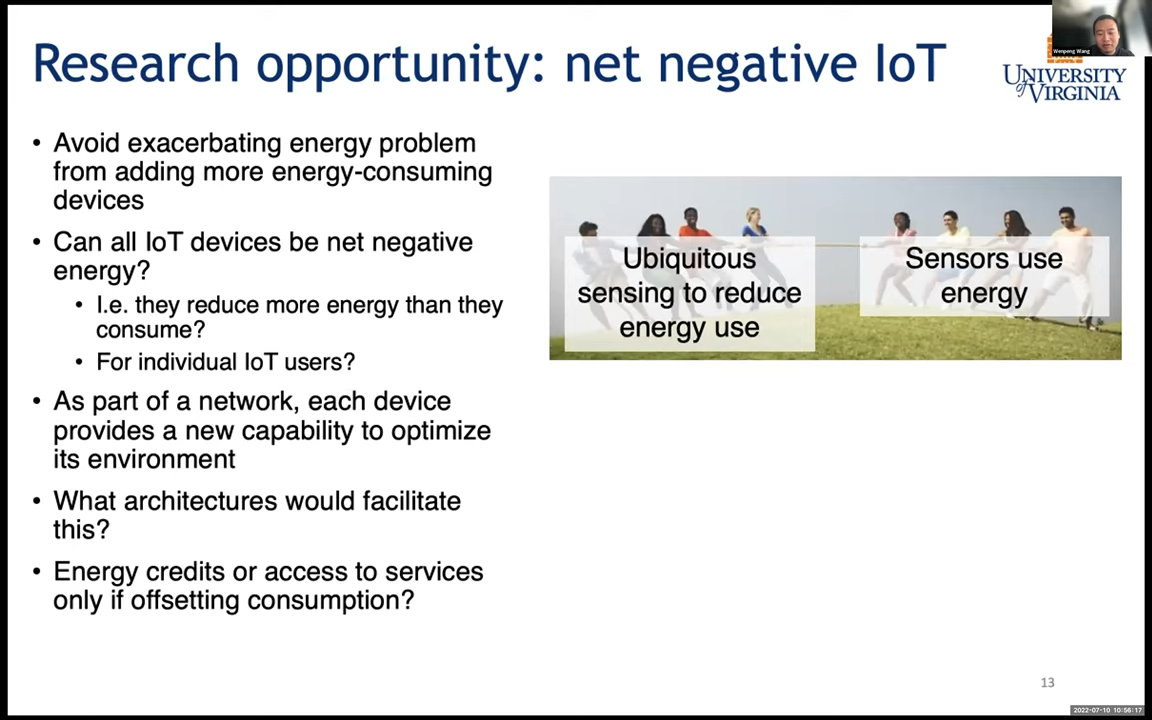 Wenpeng Wang
Research opportunity: net negative IoT
UNIVERSITY
of VIRGINIA
• Avoid exacerbating energy problem
from adding more energy-consuming
devices
• Can all IoT devices be net negative
energy?
• I.e. they reduce more energy than they
consume?
• For individual IoT users?
• As part of a network, each device
provides a new capability to optimize
its environment
• What architectures would facilitate
this?
• Energy credits or access to services
only if offsetting consumption?
Ubiquitous
sensing to reduce
energy use
Sensors use
energy
13
2022-07-10 10:56:17